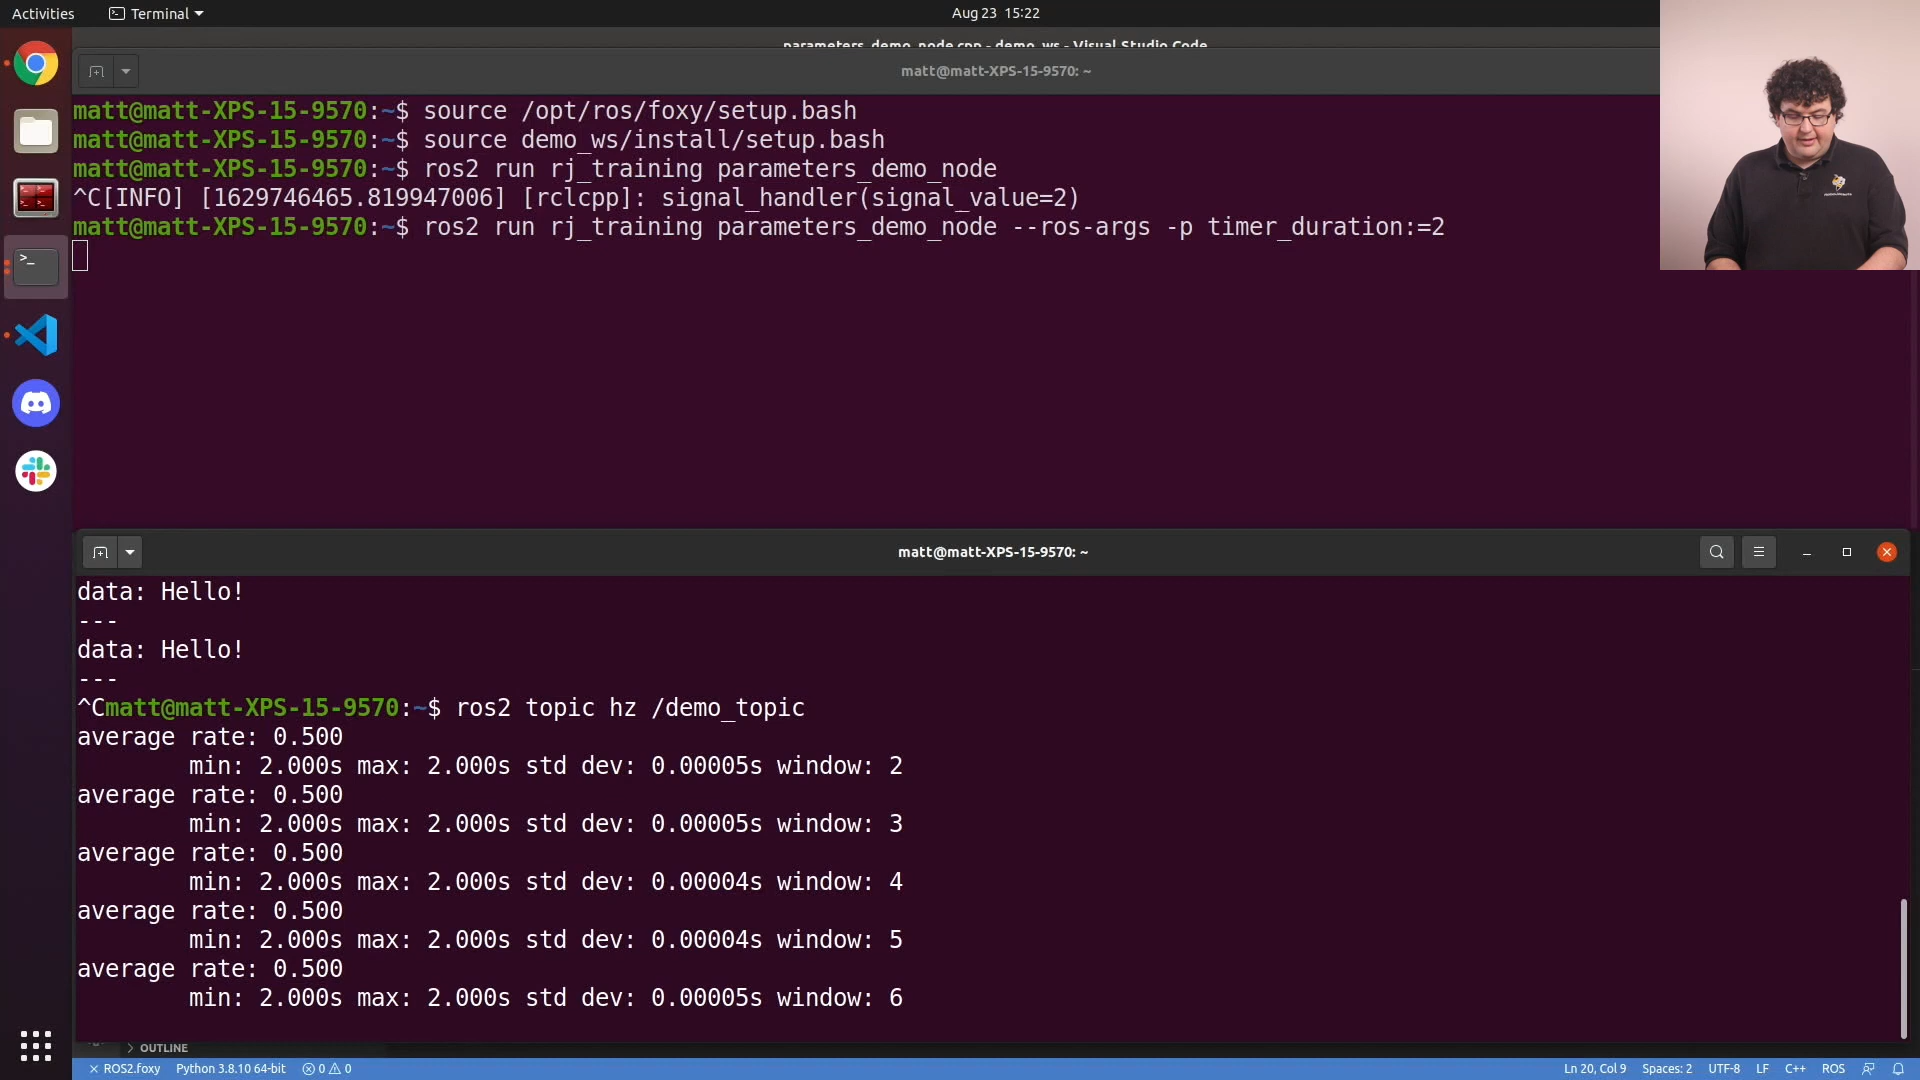 Activities
Terminal
Aug 23 15:22
parameters_demo_node.cpp - demo_ws - Visual Studio Code
matt@matt-XPS-15-9570: ~
matt@matt-XPS-15-9570:~$ source /opt/ros/foxy/setup.bash
matt@matt-XPS-15-9570:~$ source demo_ws/install/setup.bash
matt@matt-XPS-15-9570:~$ ros2 run rj_training parameters_demo_node
^C[INFO] [1629746465.819947006] [rclcpp]: signal_handler(signal_value=2)
matt@matt-XPS-15-9570:~$ ros2 run rj_training parameters_demo_node --ros-args -p timer_duration:=2
matt@matt-XPS-15-9570: ~
data: Hello!
---
data: Hello!
---
^Cmatt@matt-XPS-15-9570:~$ ros2 topic hz /demo_topic
average rate: 0.500
min: 2.000s max: 2.000s std dev: 0.00005s window: 2
average rate: 0.500
min: 2.000s max: 2.000s std dev: 0.00005s window: 3
average rate: 0.500
min: 2.000s max: 2.000s std dev: 0.00004s window: 4
average rate: 0.500
min: 2.000s max: 2.000s std dev: 0.00004s window: 5
average rate: 0.500
min: 2.000s max: 2.000s std dev: 0.00005s window: 6
OUTLINE
ROS2.foxy Python 3.8.10 64-bit 0 0 Ln 20, Col 9 Spaces: 2 UTF-8 LF C++ ROS